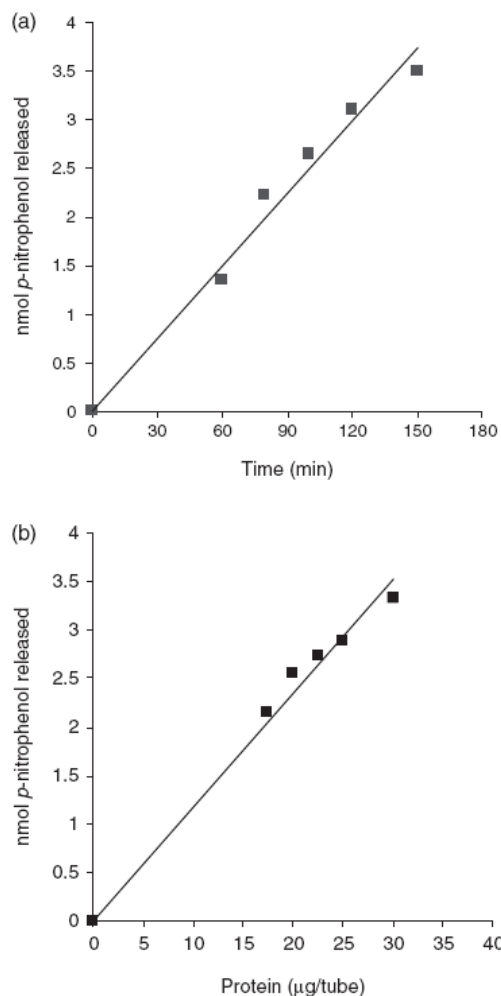 (a)
4
3.5
3
2.5
2
1.5
1
0.5
0
nmol p-nitrophenol released
0 30 60 90 120 150 180
Time (min)
(b)
4
3.5
3
2.5
2
1.5
1
0.5
0
nmol p-nitrophenol released
0 5 10 15 20 25 30 35 40
Protein (μg/tube)